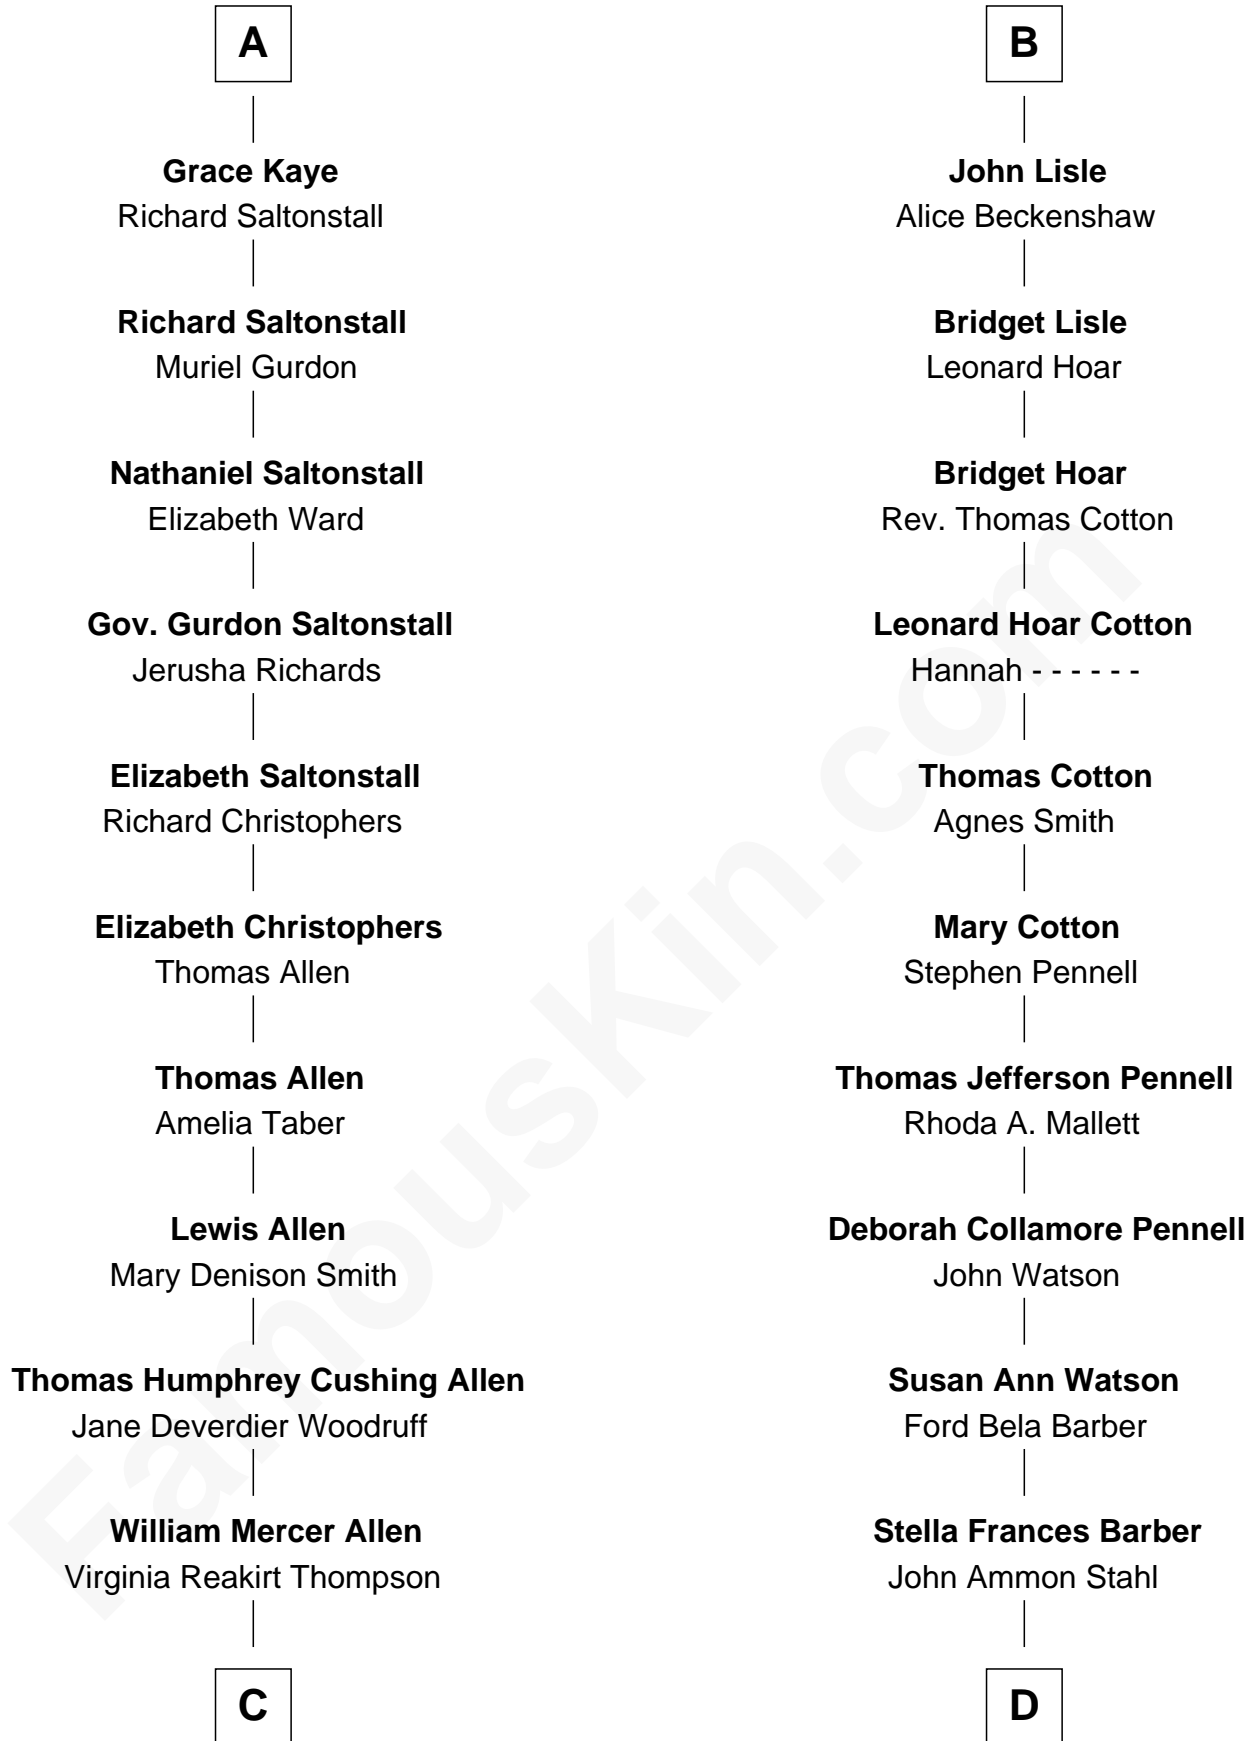 A
Grace Kaye
Richard Saltonstall
Richard Saltonstall
Muriel Gurdon
Nathaniel Saltonstall
Elizabeth Ward
Gov. Gurdon Saltonstall
Jerusha Richards
Elizabeth Saltonstall
Richard Christophers
Elizabeth Christophers
Thomas Allen
Thomas Allen
Amelia Taber
Lewis Allen
Mary Denison Smith
Thomas Humphrey Cushing Allen
Jane Deverdier Woodruff
William Mercer Allen
Virginia Reakirt Thompson
C
B
John Lisle
Alice Beckenshaw
Bridget Lisle
Leonard Hoar
Bridget Hoar
Rev. Thomas Cotton
Leonard Hoar Cotton
Hannah - - - - - -
Thomas Cotton
Agnes Smith
Mary Cotton
Stephen Pennell
Thomas Jefferson Pennell
Rhoda A. Mallett
Deborah Collamore Pennell
John Watson
Susan Ann Watson
Ford Bela Barber
Stella Frances Barber
John Ammon Stahl
D
FamousKin.com